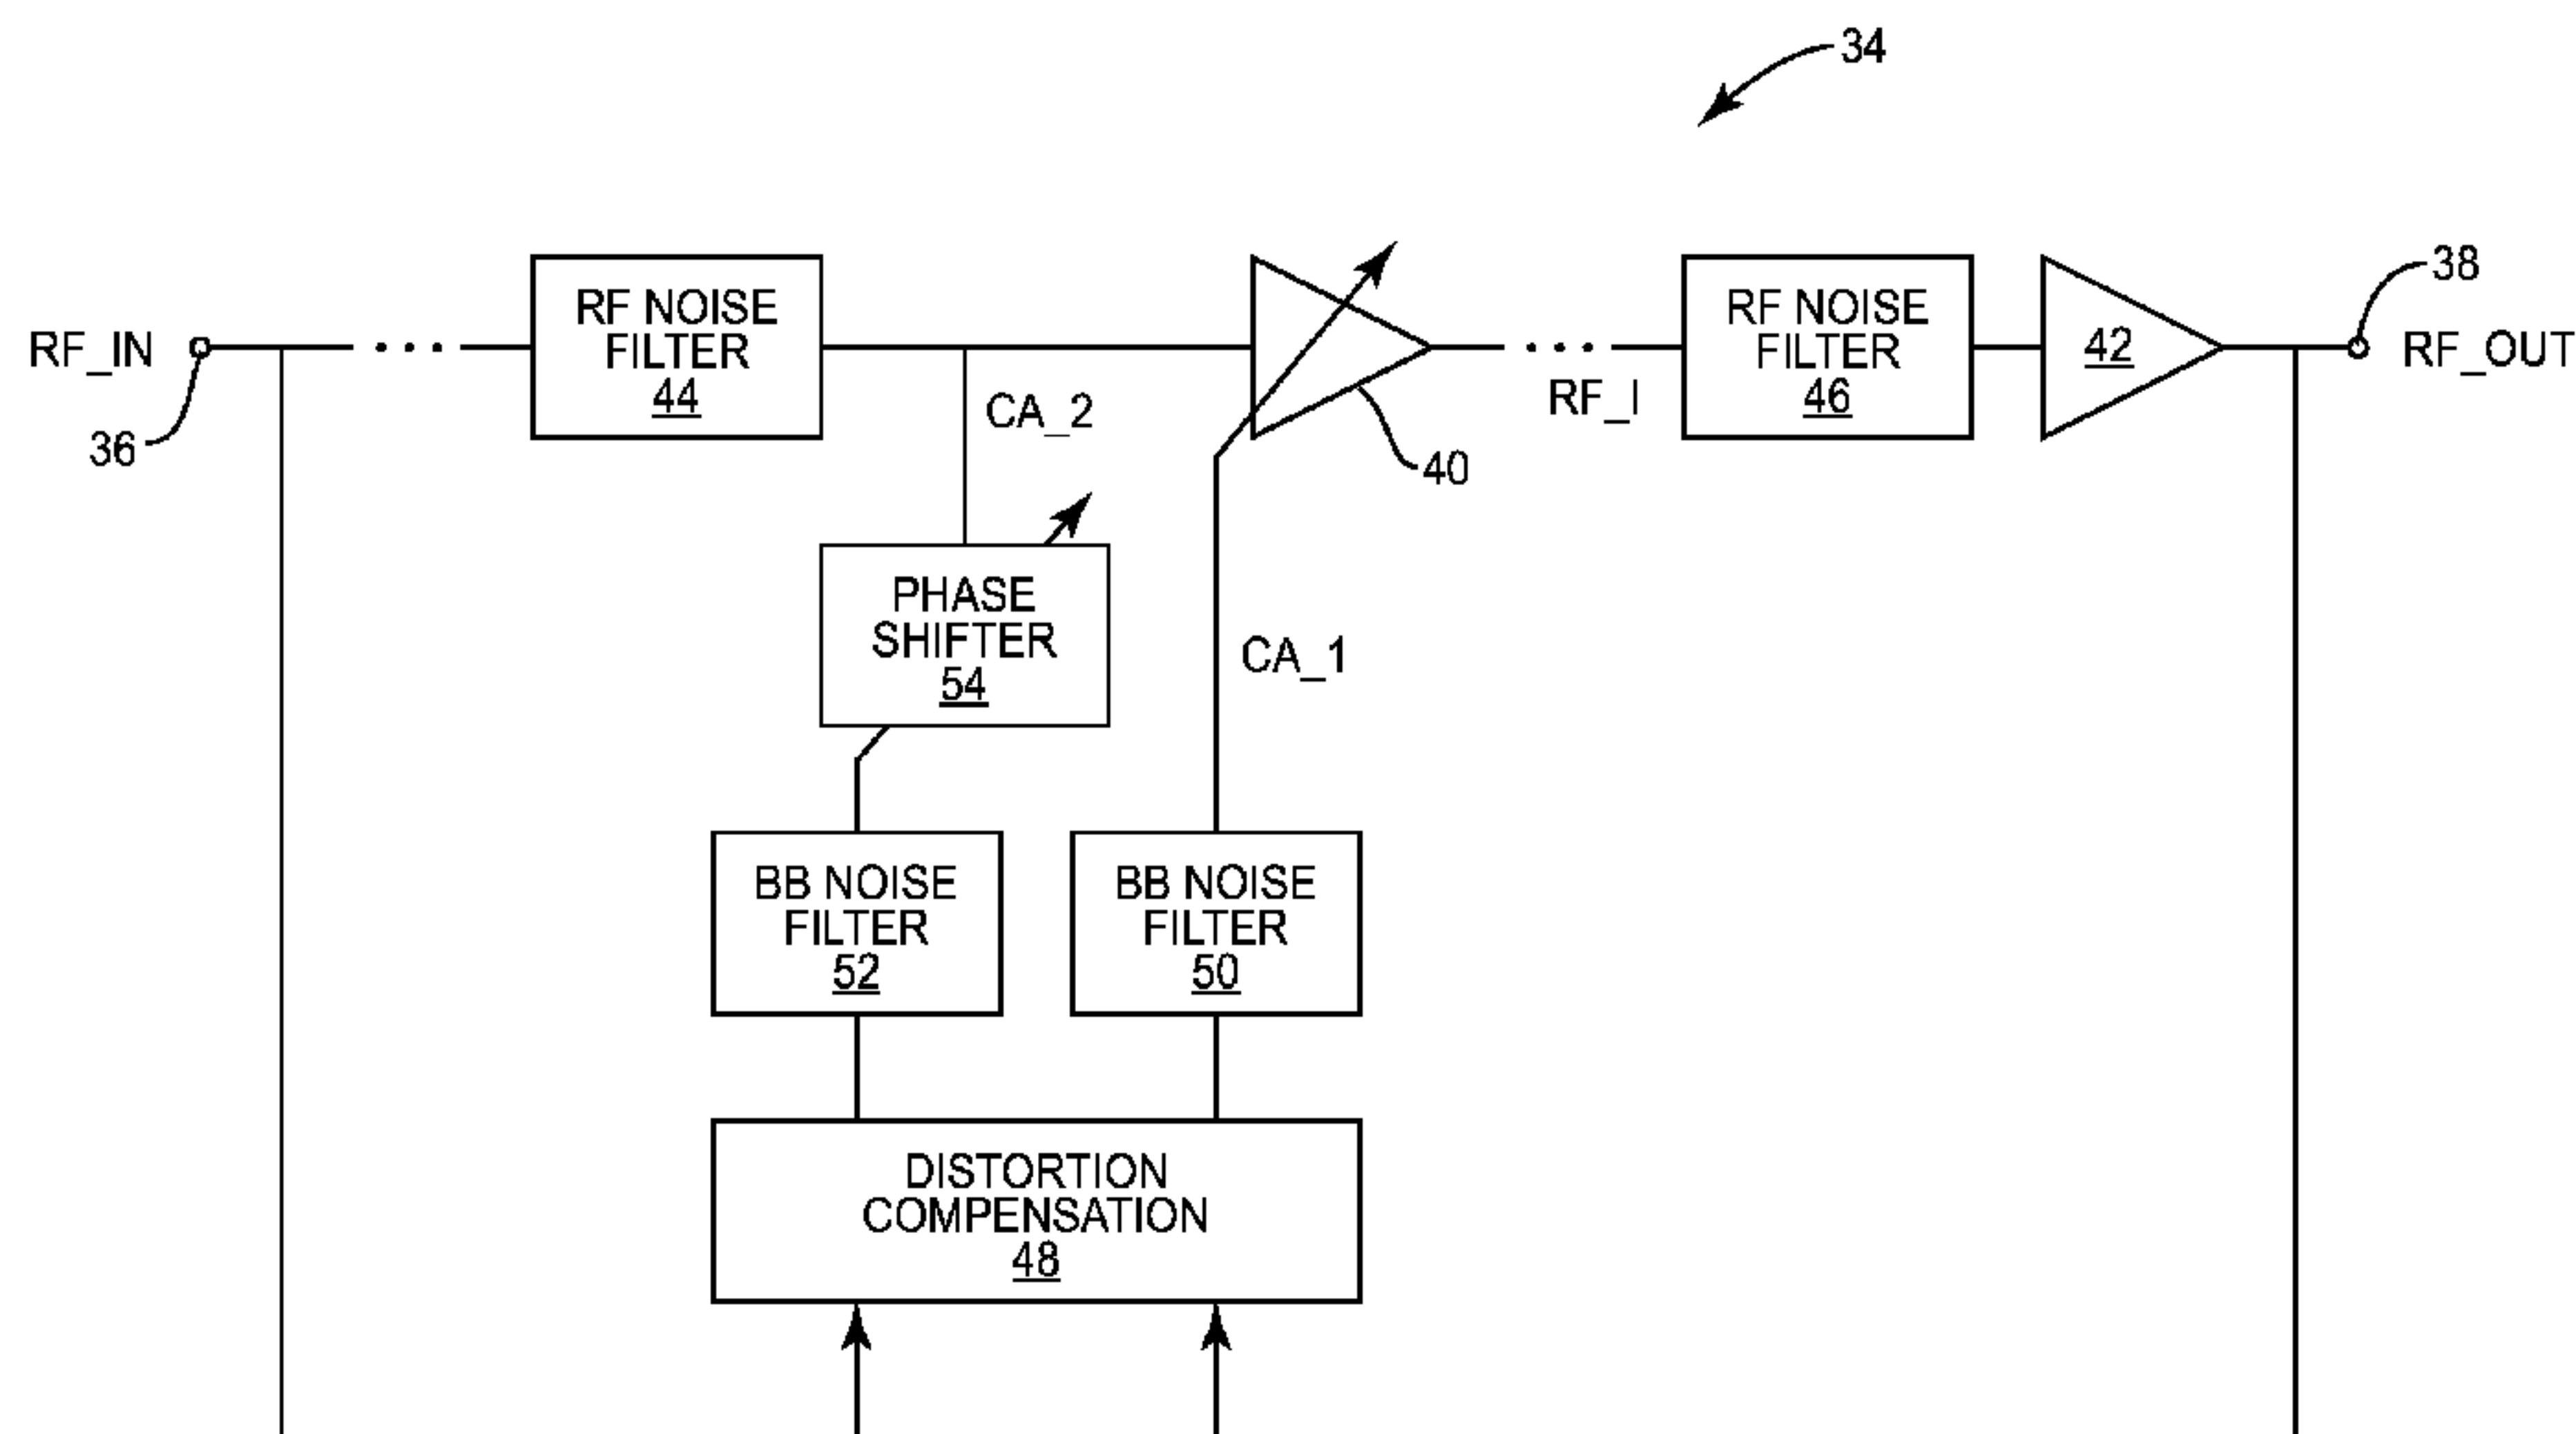 34
RF_IN
36
RF NOISE
FILTER
44
CA_2
40
RF_I
RF NOISE
FILTER
46
42
38
RF_OUT
PHASE
SHIFTER
54
CA_1
BB NOISE
FILTER
52
BB NOISE
FILTER
50
DISTORTION
COMPENSATION
48